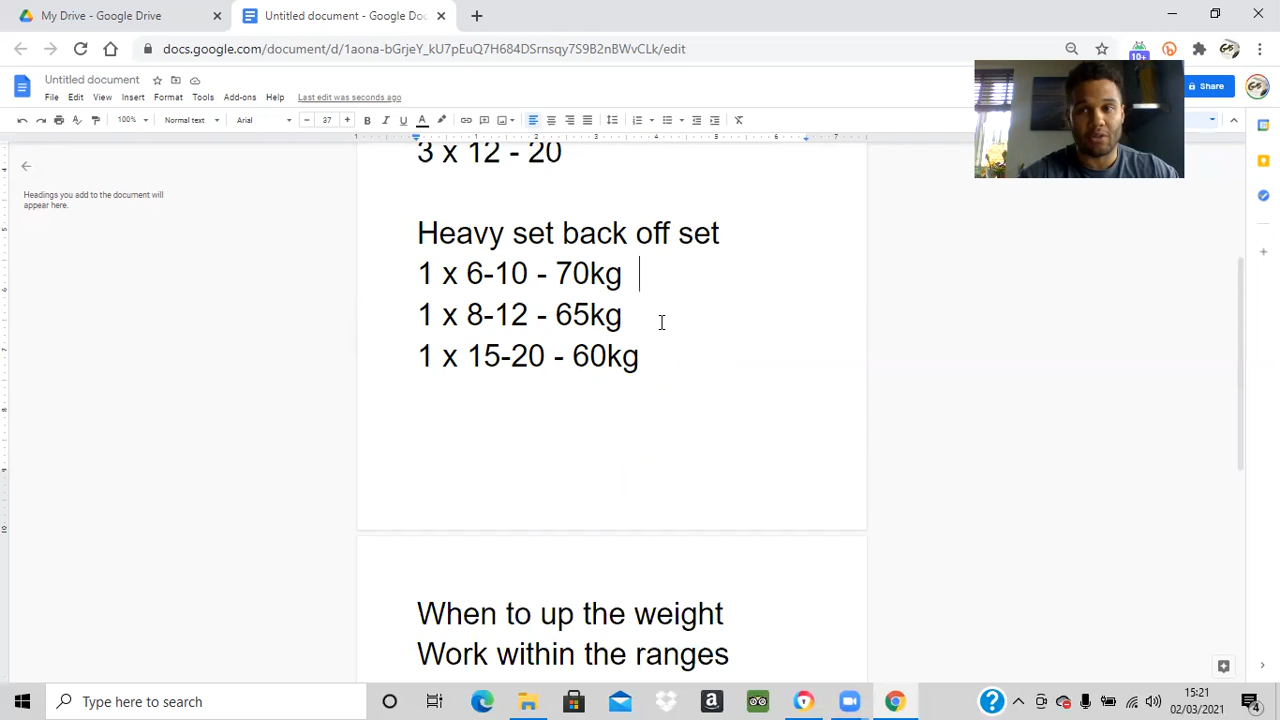 My Drive - Google Drive
Untitled document - Google Doc
docs.google.com/document/d/1aona-bGrjeY_kU7pEuQ7H684DSrnsqy7S9B2nBWvCLk/edit
10+
Untitled document
File Edit View Insert Format Tools Add-ons Help Last edit was seconds ago
Share
100% Normal text Arial 37
Headings you add to the document will
appear here.
3 x 12 - 20
Heavy set back off set
1 x 6-10 - 70kg
1 x 8-12 - 65kg
1 x 15-20 - 60kg
When to up the weight
Work within the ranges
Type here to search
15:21
02/03/2021
4